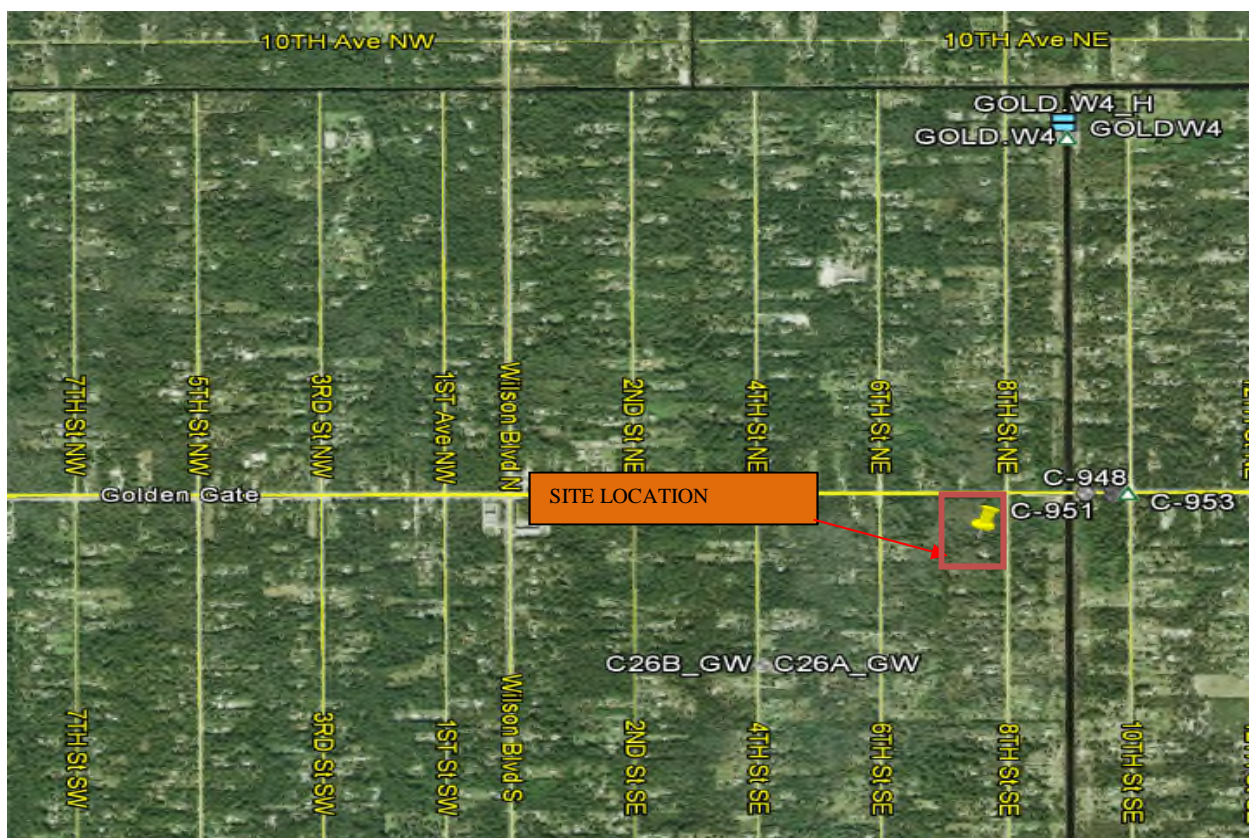 10TH Ave NW
10TH Ave NE
GOLD.W4_H
GOLD.W4
GOLDW4
7TH St NW
5TH St NW
3RD St NW
1ST Ave NW
Wilson Blvd N
2ND St NE
4TH St NE
6TH St NE
8TH St NE
Golden Gate
SITE LOCATION
C-948
C-951
C-953
C26B_GW
C26A_GW
7TH St SW
3RD St SW
1ST St SW
Wilson Blvd S
2ND St SE
4TH St SE
6TH St SE
8TH St SE
10TH St SE